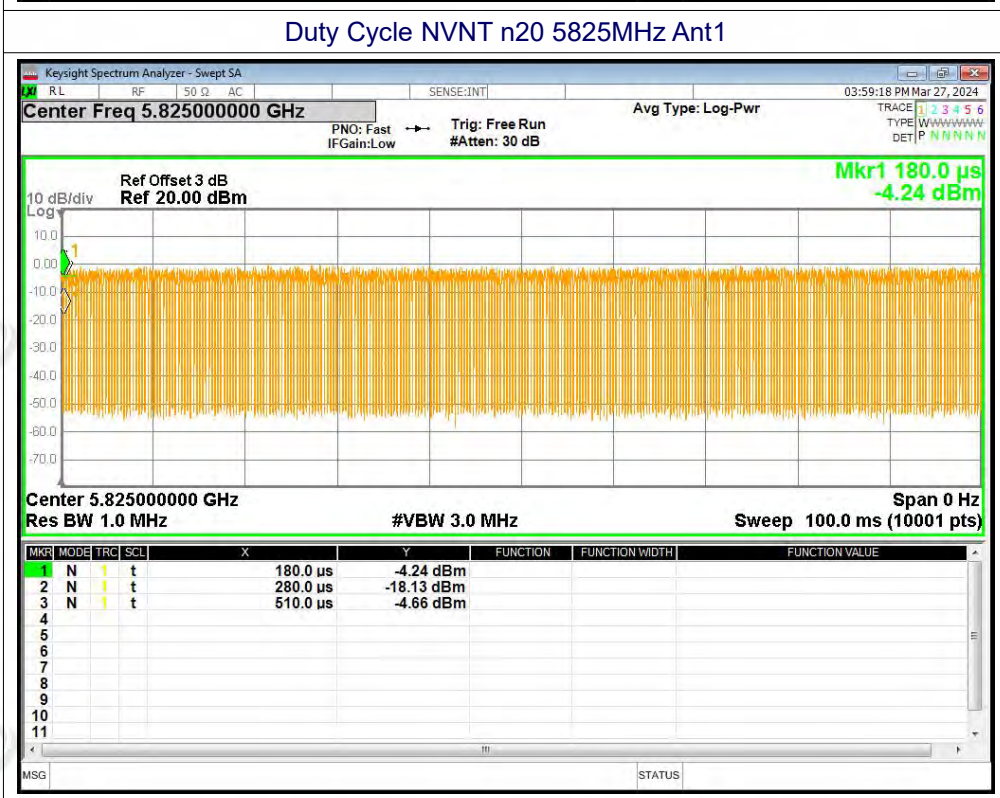 Duty Cycle NVNT n20 5825MHz Ant1
Keysight Spectrum Analyzer - Swept SA
RL RF 50 Ω AC SENSE:INT 03:59:18 PM Mar 27, 2024
Center Freq 5.825000000 GHz Avg Type: Log-Pwr TRACE 1 2 3 4 5 6
PNO: Fast Trig: Free Run TYPE WWWWWW
IFGain:Low #Atten: 30 dB DET P N N N N N
Mkr1 180.0 µs
Ref Offset 3 dB
10 dB/div Ref 20.00 dBm -4.24 dBm
Log
10.0
1
0.00
-10.0
-20.0
-30.0
-40.0
-50.0
-60.0
-70.0
Center 5.825000000 GHz Span 0 Hz
Res BW 1.0 MHz #VBW 3.0 MHz Sweep 100.0 ms (10001 pts)
MKR MODE TRC SCL X Y FUNCTION FUNCTION WIDTH FUNCTION VALUE
1 N 1 t 180.0 µs -4.24 dBm
2 N 1 t 280.0 µs -18.13 dBm
3 N 1 t 510.0 µs -4.66 dBm
4
5
6
7
8
9
10
11
MSG STATUS